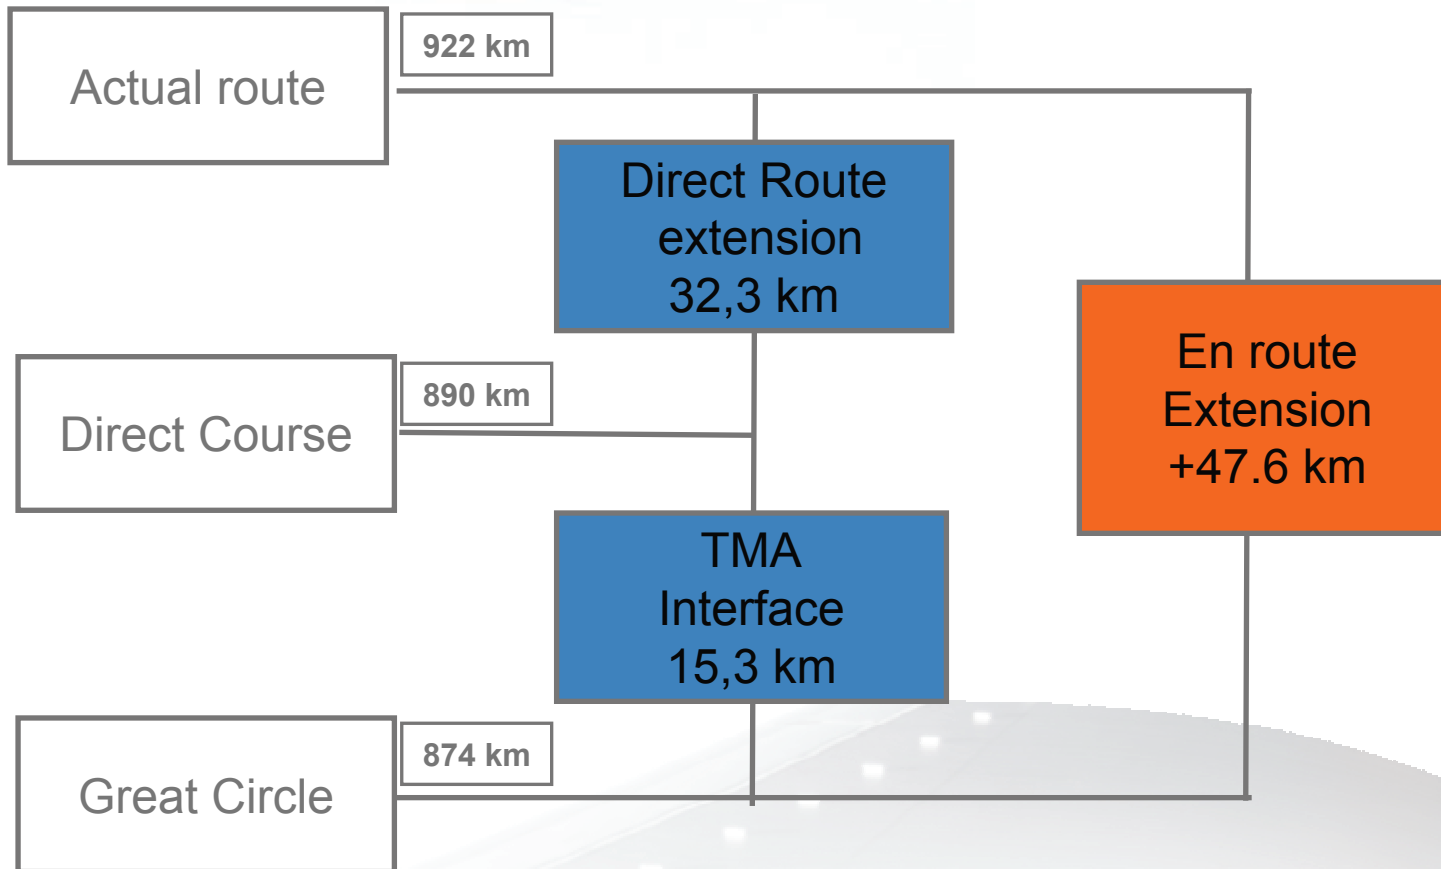 922 km
Actual route
Direct Route
extension
32,3 km
En route
Extension
+47.6 km
890 km
Direct Course
TMA
Interface
15,3 km
874 km
Great Circle